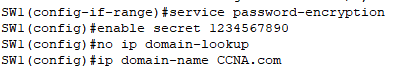 SW1(config-if-range)#service password-encryption
SW1(config)#enable secret 1234567890
SW1(config)#no ip domain-lookup
SW1(config)#ip domain-name CCNA.com